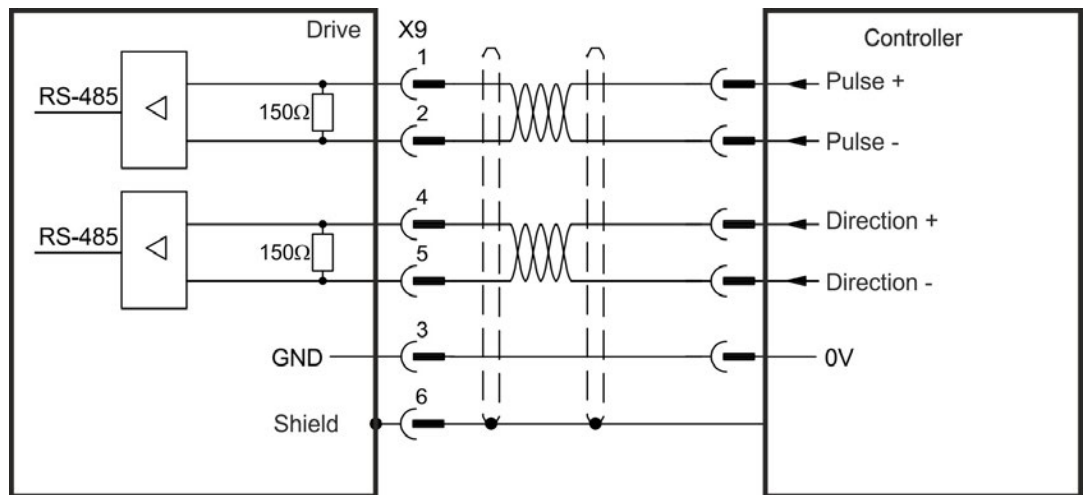 Drive X9 Controller
1 Pulse +
RS-485 150Ω
2 Pulse -
4 Direction +
RS-485 150Ω
5 Direction -
3
GND 0V
6
Shield